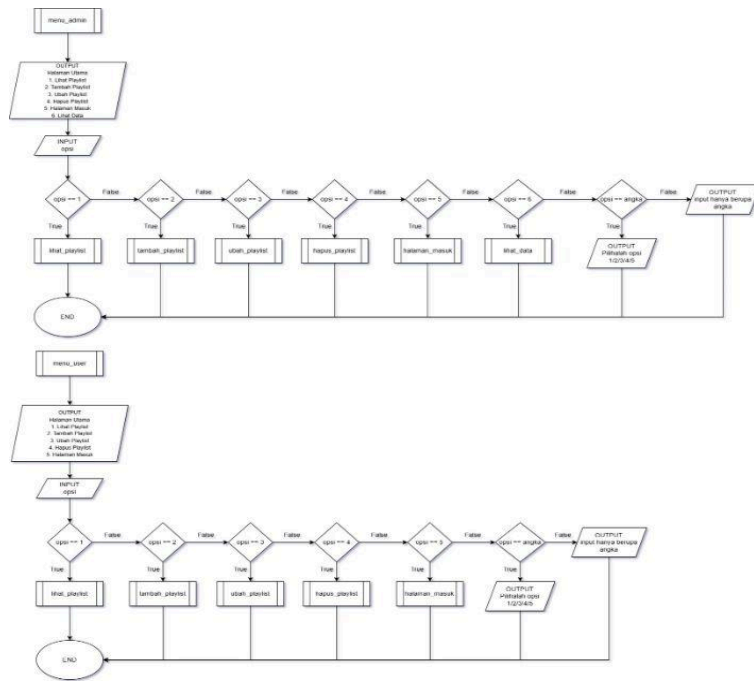 menu_admin
OUTPUT
Halaman Utama
1. Lihat Playlist
2. Tambah Playlist
3. Ubah Playlist
4. Hapus Playlist
5. Halaman Masuk
6. Lihat Data
INPUT
opsi
opsi == 1
False
opsi == 2
False
opsi == 3
False
opsi == 4
False
opsi == 5
False
opsi == 6
False
opsi == angka
False
OUTPUT
input hanya berupa
angka
True
True
True
True
True
True
True
lihat_playlist
tambah_playlist
ubah_playlist
hapus_playlist
halaman_masuk
lihat_data
OUTPUT
Pilihalah opsi
1/2/3/4/5
END
menu_user
OUTPUT
Halaman Utama
1. Lihat Playlist
2. Tambah Playlist
3. Ubah Playlist
4. Hapus Playlist
5. Halaman Masuk
INPUT
opsi
opsi == 1
False
opsi == 2
False
opsi == 3
False
opsi == 4
False
opsi == 5
False
opsi == angka
False
OUTPUT
input hanya berupa
angka
True
True
True
True
True
True
lihat_playlist
tambah_playlist
ubah_playlist
hapus_playlist
halaman_masuk
OUTPUT
Pilihalah opsi
1/2/3/4/5
END